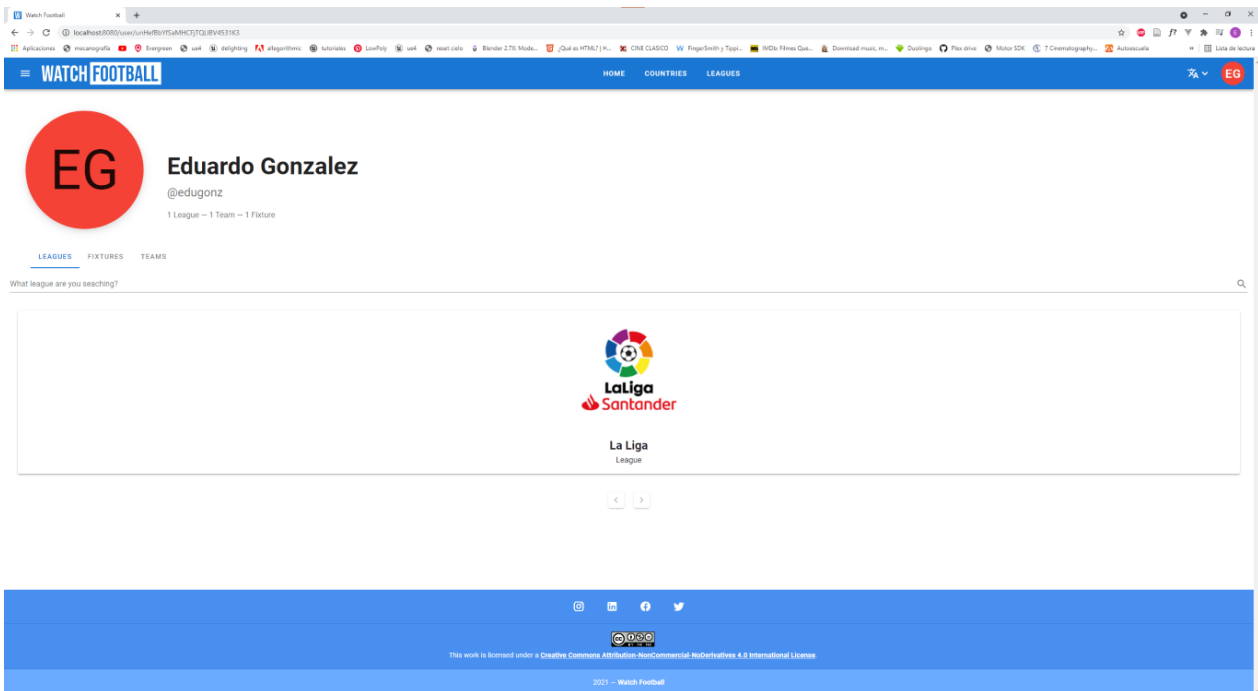 Watch Football
localhost:8080/user/unHefBbYfSaMHCFjTQLIBV4531K3
Aplicaciones mecanografía Evergreen ue4 delighting allegorithmic tutoriales LowPoly ue4 reset cielo Blender 2.78: Mode... ¿Qué es HTML? | H... CINE CLASICO FingerSmith y Tippi... IMDb Filmes Que... Download music, m... Duolingo Plex drive Motor SDK 7 Cinematography... Autoescuela » Lista de lectura
WATCH FOOTBALL HOME COUNTRIES LEAGUES EG
EG
Eduardo Gonzalez
@edugonz
1 League — 1 Team — 1 Fixture
LEAGUES FIXTURES TEAMS
What league are you seaching?
LaLiga
Santander
La Liga
League
This work is licensed under a Creative Commons Attribution-NonCommercial-NoDerivatives 4.0 International License.
2021 — Watch Football